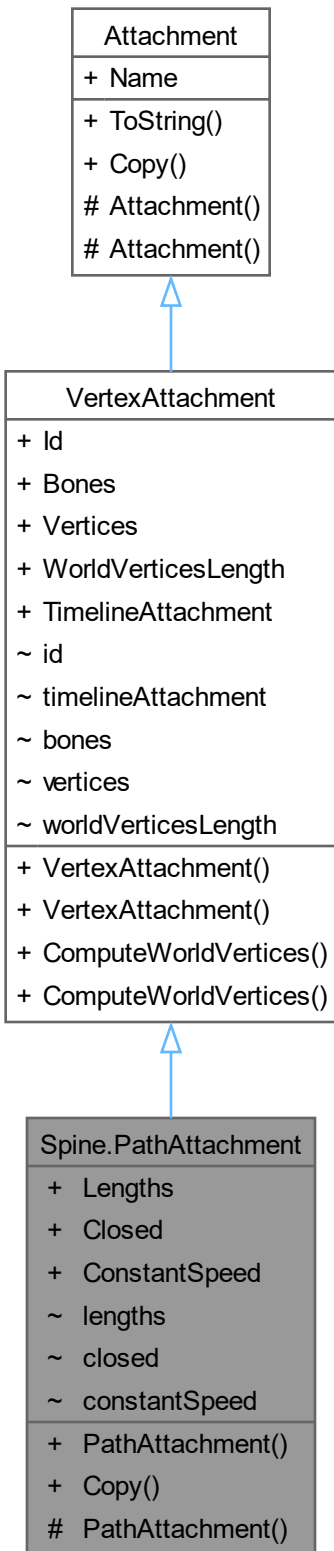 Attachment
+ Name
+ ToString()
+ Copy()
# Attachment()
# Attachment()
VertexAttachment
+ Id
+ Bones
+ Vertices
+ WorldVerticesLength
+ TimelineAttachment
~ id
~ timelineAttachment
~ bones
~ vertices
~ worldVerticesLength
+ VertexAttachment()
+ VertexAttachment()
+ ComputeWorldVertices()
+ ComputeWorldVertices()
Spine.PathAttachment
+ Lengths
+ Closed
+ ConstantSpeed
~ lengths
~ closed
~ constantSpeed
+ PathAttachment()
+ Copy()
# PathAttachment()